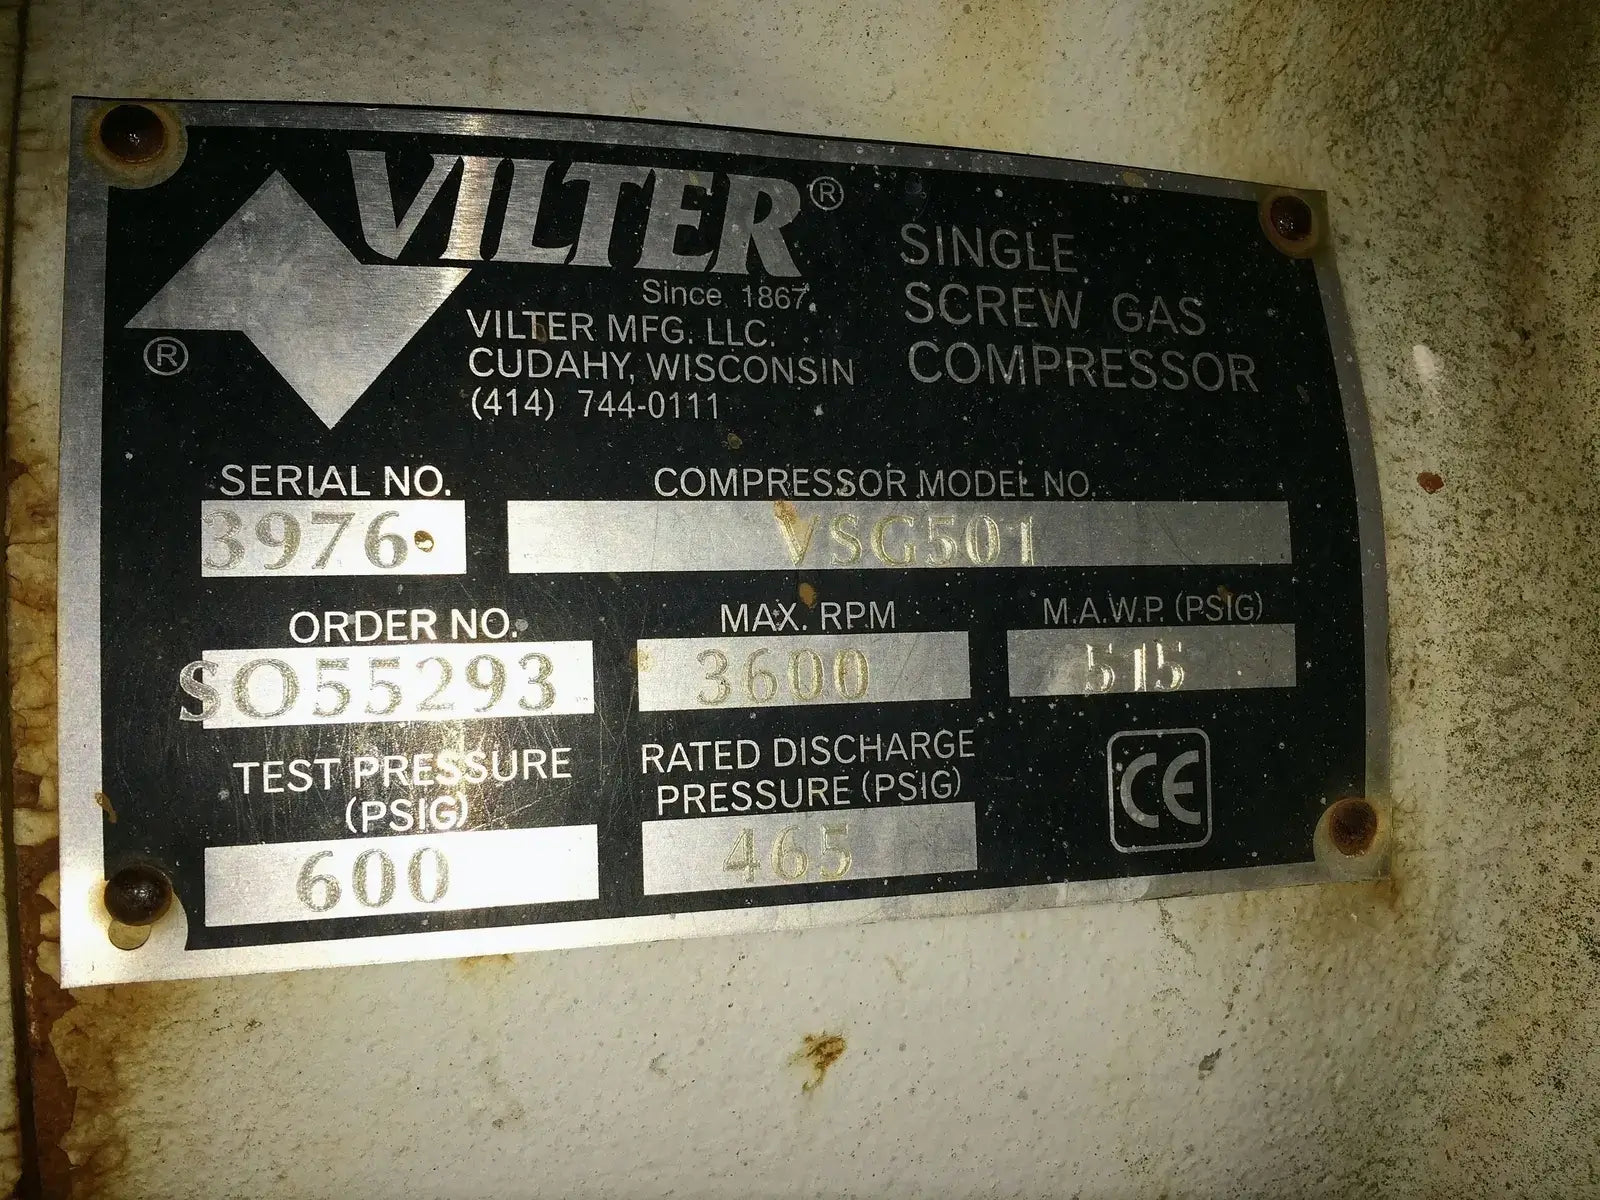 VILTER®
Since 1867
VILTER MFG. LLC.
CUDAHY, WISCONSIN
(414) 744-0111
®
SINGLE
SCREW GAS
COMPRESSOR
SERIAL NO.
3976
COMPRESSOR MODEL NO.
VSG501
ORDER NO.
SO55293
MAX. RPM
3600
M.A.W.P. (PSIG)
515
TEST PRESSURE
(PSIG)
600
RATED DISCHARGE
PRESSURE (PSIG)
465
CE